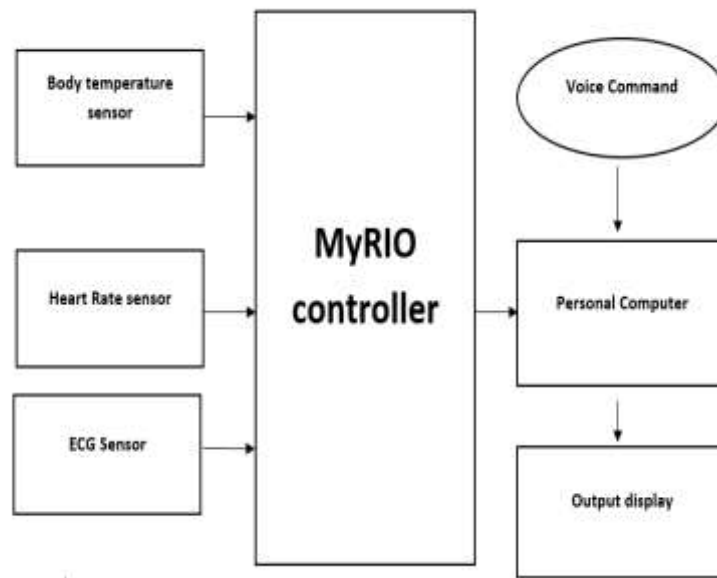 Body temperature
sensor
Heart Rate sensor
ECG Sensor
MyRIO
controller
Voice Command
Personal Computer
Output display